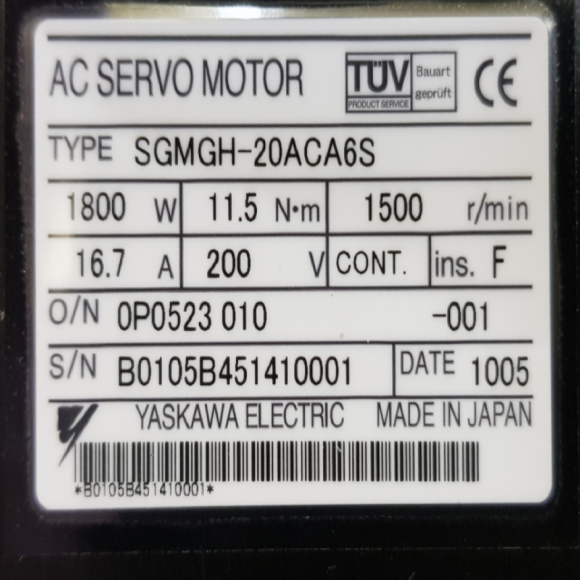 AC SERVO MOTOR TÜV PRODUCT SERVICE Bauart geprüft CE
TYPE SGMGH-20ACA6S
1800 W 11.5 N·m 1500 r/min
16.7 A 200 V CONT. ins. F
O/N 0P0523 010 -001
S/N B0105B451410001 DATE 1005
YASKAWA ELECTRIC MADE IN JAPAN
*B0105B451410001*